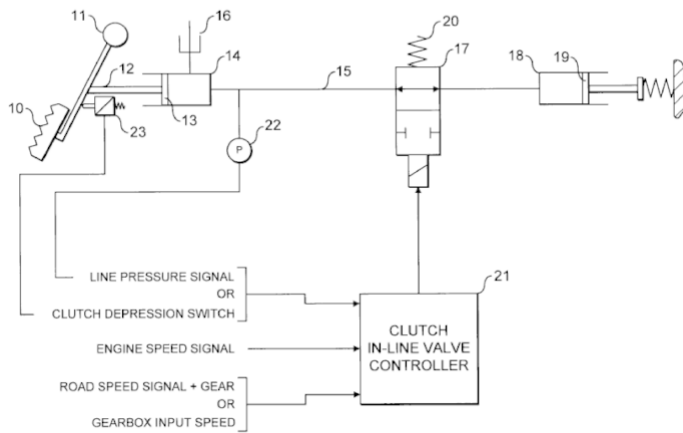 11
16
12
14
20
17
18
19
15
10
13
23
22
P
21
LINE PRESSURE SIGNAL
OR
CLUTCH DEPRESSION SWITCH
ENGINE SPEED SIGNAL
ROAD SPEED SIGNAL + GEAR
OR
GEARBOX INPUT SPEED
CLUTCH
IN-LINE VALVE
CONTROLLER